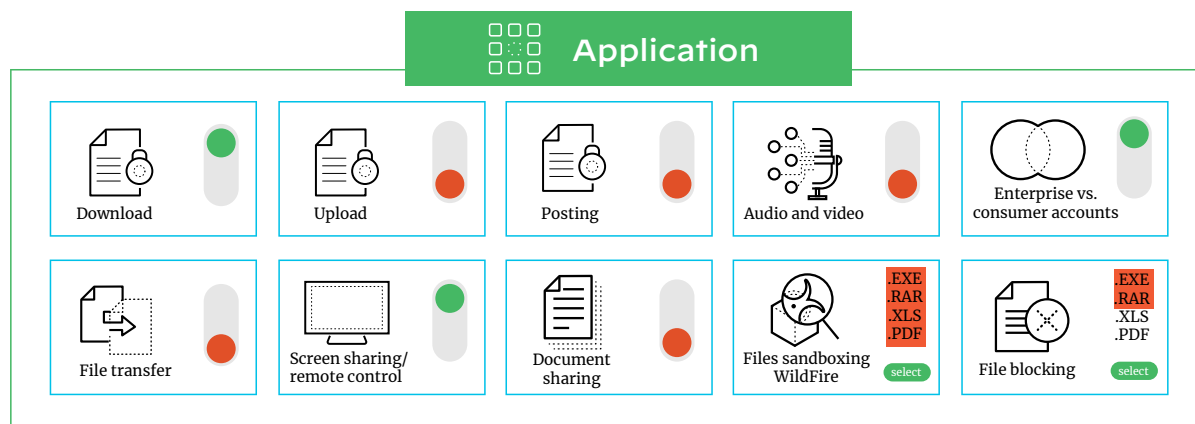 Application
Download
Upload
Posting
Audio and video
Enterprise vs.
consumer accounts
File transfer
Screen sharing/
remote control
Document
sharing
.EXE
.RAR
.XLS
.PDF
Files sandboxing
WildFire
select
.EXE
.RAR
.XLS
.PDF
File blocking
select